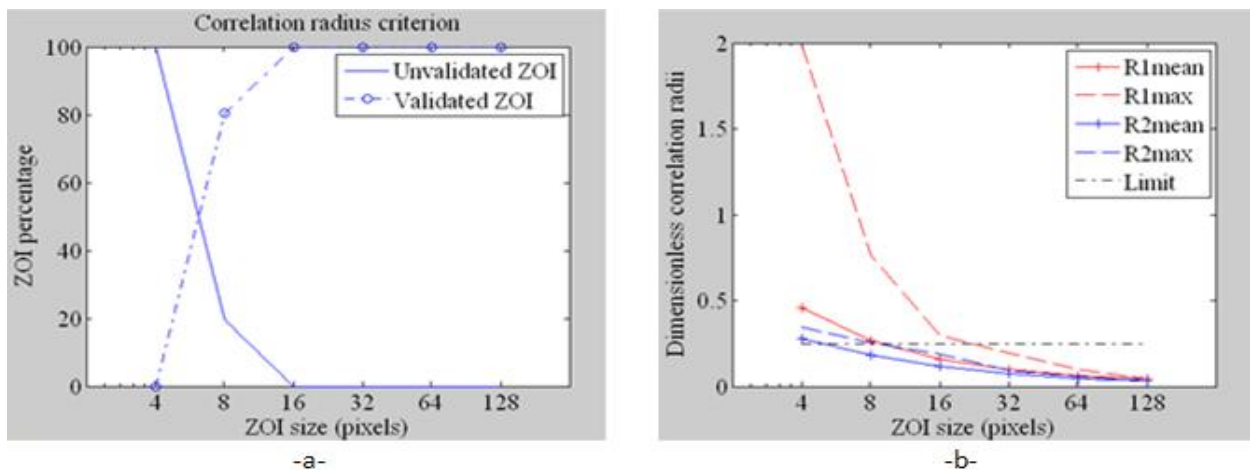 Correlation radius criterion
100
80
60
40
20
0
ZOI percentage
Unvalidated ZOI
Validated ZOI
4 8 16 32 64 128
ZOI size (pixels)
-a-
2
1.5
1
0.5
0
Dimensionless correlation radii
R1mean
R1max
R2mean
R2max
Limit
4 8 16 32 64 128
ZOI size (pixels)
-b-